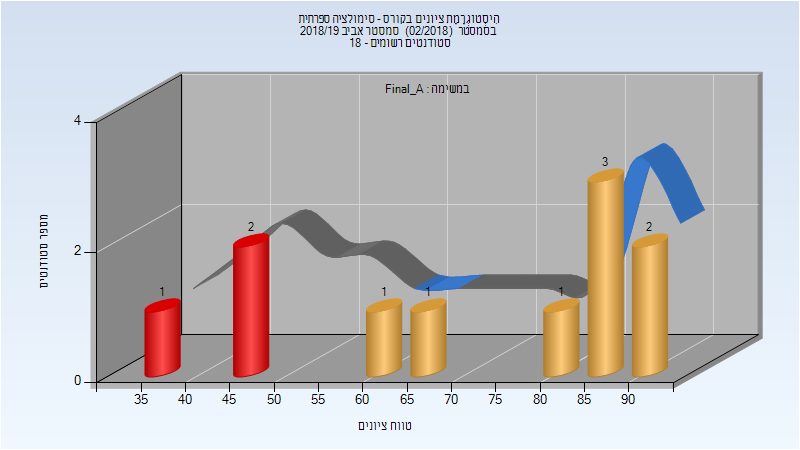 היסטוגרמת ציונים בקורס - סימולציה ספרתית
בסמסטר (02/2018) סמסטר אביב 2018/19
סטודנטים רשומים - 18
במשימה : Final_A
מספר סטודנטים
4
2
0
1
2
1
1
1
3
2
35 40 45 50 55 60 65 70 75 80 85 90
טווח ציונים